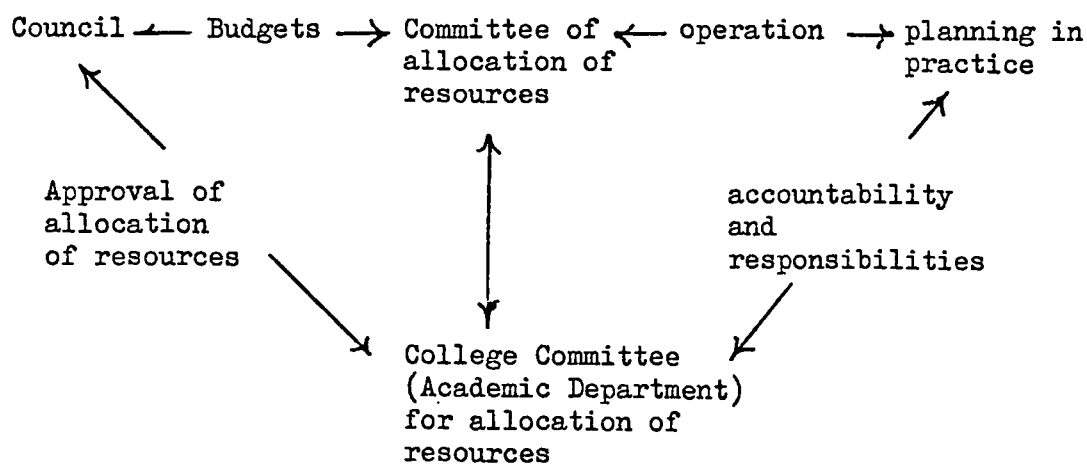 Council Budgets Committee of operation planning in
allocation of practice
resources
Approval of
allocation
of resources
accountability
and
responsibilities
College Committee
(Academic Department)
for allocation of
resources